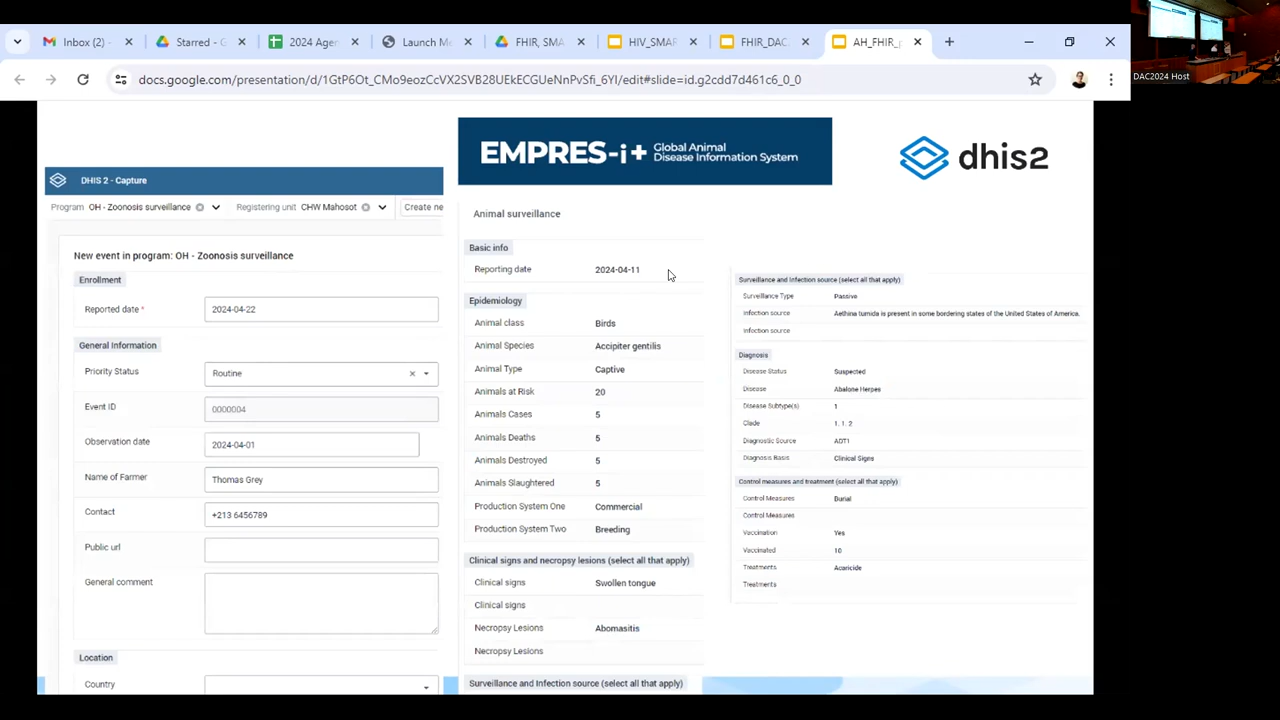 Inbox (2) -
Starred - G
2024 Age
Launch M
FHIR, SMA
HIV_SMAR
FHIR_DAC
AH_FHIR_
docs.google.com/presentation/d/1GtP6Ot_CMo9eozCcVX2SVB28UEkECGUeNnPvSfi_6YI/edit#slide=id.g2cdd7d461c6_0_0
DAC2024 Host
EMPRES-i+ Global Animal
Disease Information System
dhis2
DHIS 2 - Capture
Program OH - Zoonosis surveillance Registering unit CHW Mahosot Create ne
New event in program: OH - Zoonosis surveillance
Enrollment
Reported date * 2024-04-22
General Information
Priority Status Routine
Event ID 0000004
Observation date 2024-04-01
Name of Farmer Thomas Grey
Contact +213 6456789
Public url
General comment
Location
Country
Animal surveillance
Basic info
Reporting date 2024-04-11
Epidemiology
Animal class Birds
Animal Species Accipiter gentilis
Animal Type Captive
Animals at Risk 20
Animals Cases 5
Animals Deaths 5
Animals Destroyed 5
Animals Slaughtered 5
Production System One Commercial
Production System Two Breeding
Clinical signs and necropsy lesions (select all that apply)
Clinical signs Swollen tongue
Clinical signs
Necropsy Lesions Abomasitis
Necropsy Lesions
Surveillance and Infection source (select all that apply)
Surveillance and Infection source (select all that apply)
Surveillance Type Passive
Infection source Aethina tumida is present in some bordering states of the United States of America.
Infection source
Diagnosis
Disease Status Suspected
Disease Abalone Herpes
Disease Subtype(s) 1
Clade 1. 1. 2
Diagnostic Source ADT1
Diagnosis Basis Clinical Signs
Control measures and treatment (select all that apply)
Control Measures Burial
Control Measures
Vaccination Yes
Vaccinated 10
Treatments Acaricide
Treatments